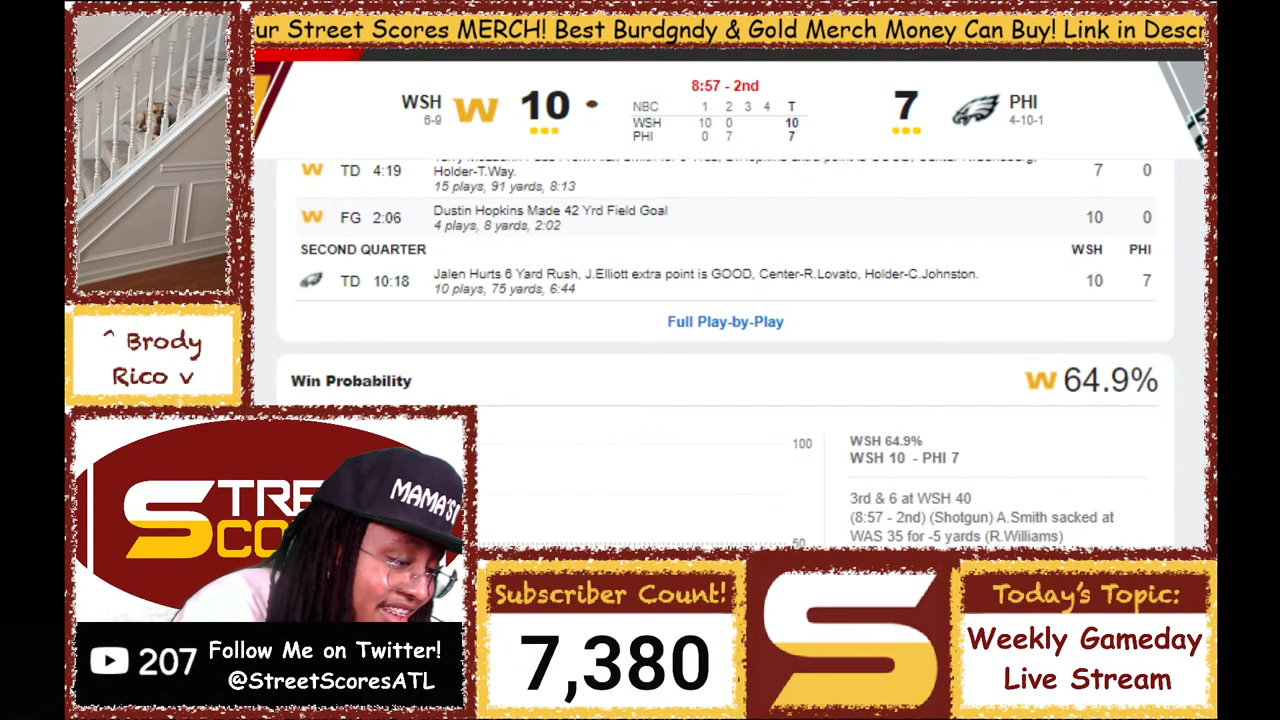 ur Street Scores MERCH! Best Burdgndy & Gold Merch Money Can Buy! Link in Descr
8:57 - 2nd
WSH W 10 7 PHI
6-9 4-10-1
NBC 1 2 3 4 T
WSH 10 0 10
PHI 0 7 7
W TD 4:19 7 0
Holder-T.Way.
15 plays, 91 yards, 8:13
W FG 2:06 Dustin Hopkins Made 42 Yrd Field Goal 10 0
4 plays, 8 yards, 2:02
SECOND QUARTER WSH PHI
TD 10:18 Jalen Hurts 6 Yard Rush, J.Elliott extra point is GOOD, Center-R.Lovato, Holder-C.Johnston. 10 7
10 plays, 75 yards, 6:44
Full Play-by-Play
^ Brody
Rico v
Win Probability W 64.9%
100
50
WSH 64.9%
WSH 10 - PHI 7
3rd & 6 at WSH 40
(8:57 - 2nd) (Shotgun) A.Smith sacked at
WAS 35 for -5 yards (R.Williams)
STRE
SCO
MAMA'S
207
Follow Me on Twitter!
@StreetScoresATL
Subscriber Count!
7,380
S
Today's Topic:
Weekly Gameday
Live Stream